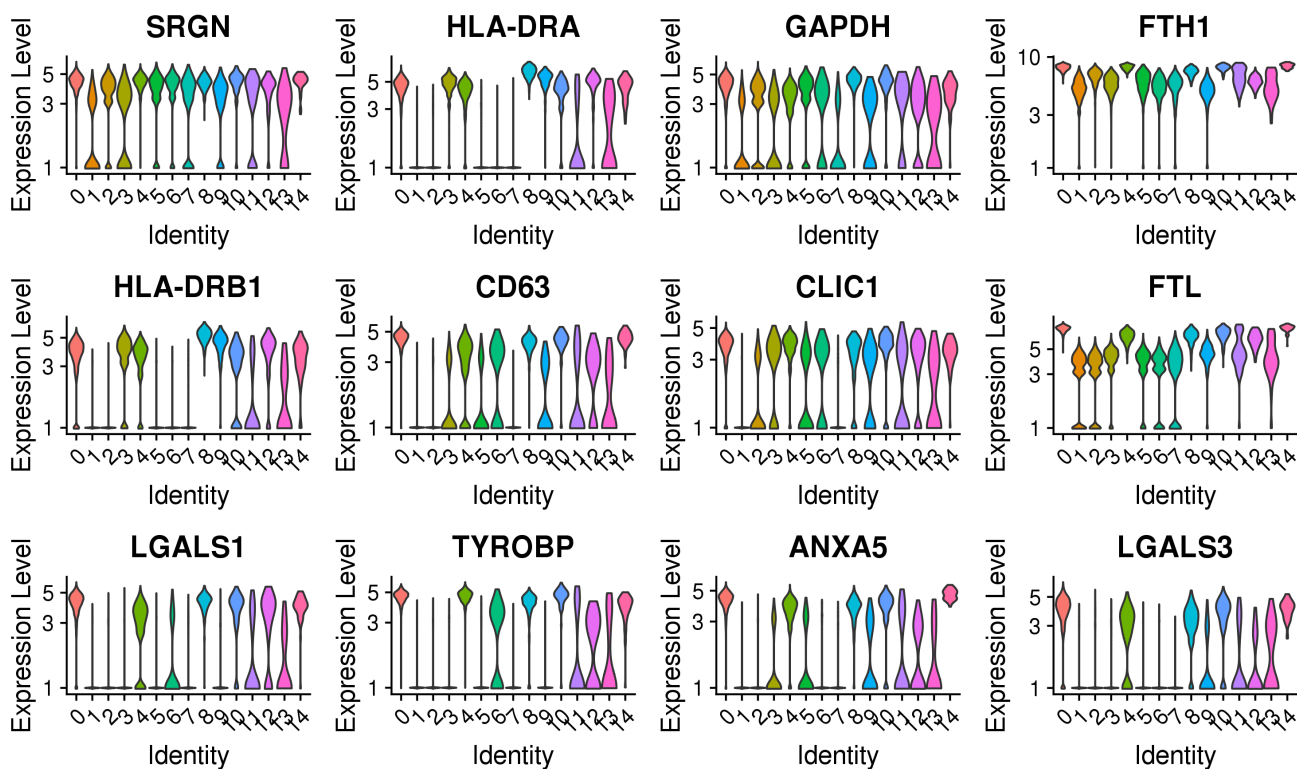 SRGN HLA-DRA GAPDH FTH1
Expression Level Expression Level Expression Level Expression Level
5 5 5 10
3 3 3 3
1 1 1 1
0 1 2 3 4 5 6 7 8 9 10 11 12 13 14 0 1 2 3 4 5 6 7 8 9 10 11 12 13 14 0 1 2 3 4 5 6 7 8 9 10 11 12 13 14 0 1 2 3 4 5 6 7 8 9 10 11 12 13 14
Identity Identity Identity Identity
HLA-DRB1 CD63 CLIC1 FTL
Expression Level Expression Level Expression Level Expression Level
5 5 5 5
3 3 3 3
1 1 1 1
0 1 2 3 4 5 6 7 8 9 10 11 12 13 14 0 1 2 3 4 5 6 7 8 9 10 11 12 13 14 0 1 2 3 4 5 6 7 8 9 10 11 12 13 14 0 1 2 3 4 5 6 7 8 9 10 11 12 13 14
Identity Identity Identity Identity
LGALS1 TYROBP ANXA5 LGALS3
Expression Level Expression Level Expression Level Expression Level
5 5 5 5
3 3 3 3
1 1 1 1
0 1 2 3 4 5 6 7 8 9 10 11 12 13 14 0 1 2 3 4 5 6 7 8 9 10 11 12 13 14 0 1 2 3 4 5 6 7 8 9 10 11 12 13 14 0 1 2 3 4 5 6 7 8 9 10 11 12 13 14
Identity Identity Identity Identity